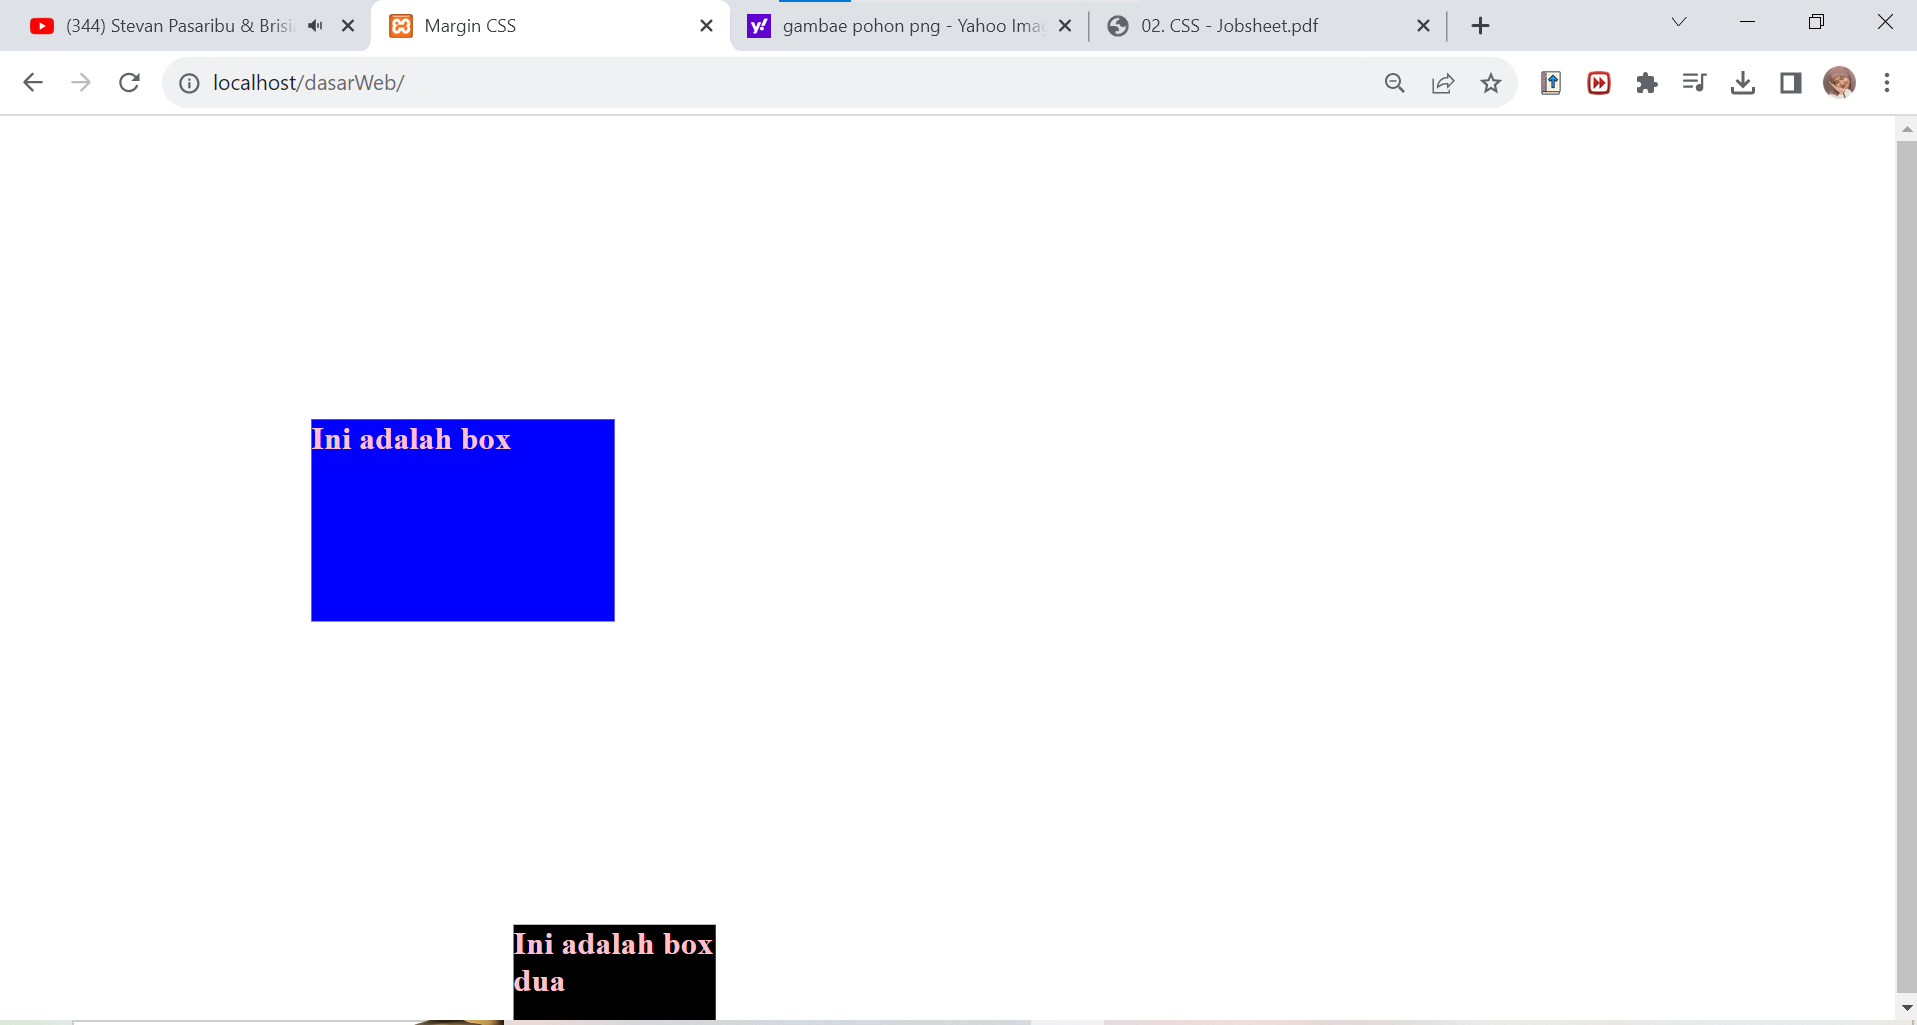 (344) Stevan Pasaribu & Brisi
Margin CSS
gambae pohon png - Yahoo Ima
02. CSS - Jobsheet.pdf
localhost/dasarWeb/
Ini adalah box
Ini adalah box
dua